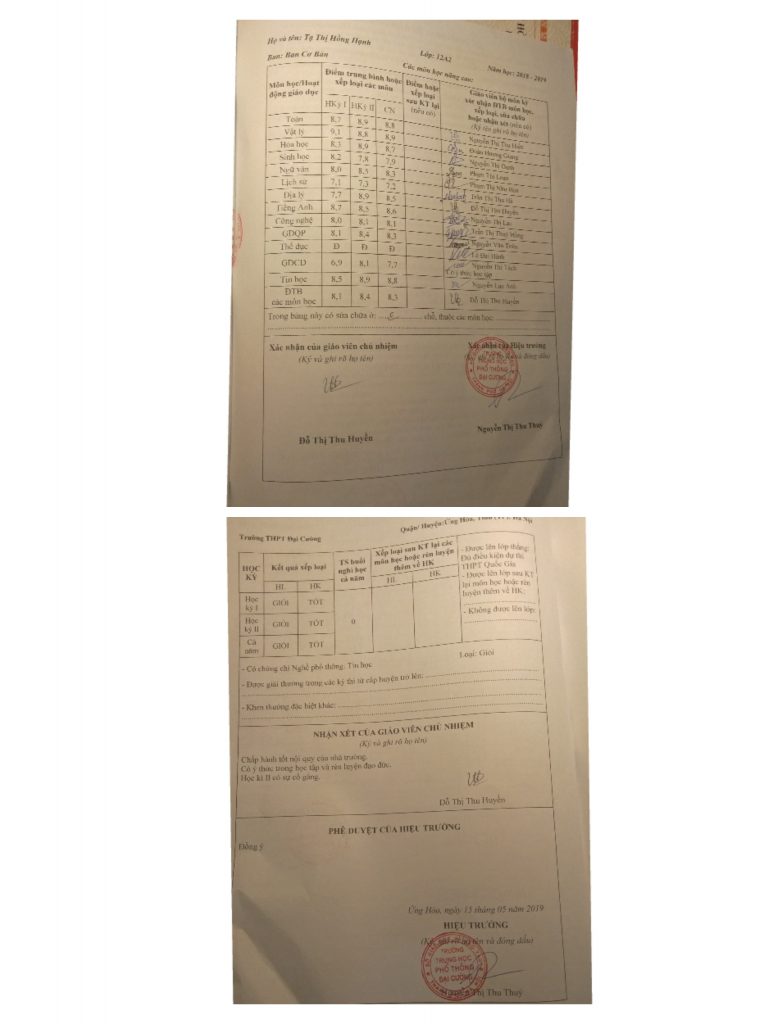 Họ và tên: Tạ Thị Hồng Hạnh
Ban: Ban Cơ Bản Lớp: 12A2 Năm học: 2018 - 2019
Các môn học nâng cao:
Môn học/Hoạt động giáo dục | Điểm trung bình hoặc xếp loại các môn | Điểm hoặc xếp loại sau KT lại (nếu có) | Giáo viên bộ môn ký xác nhận ĐTB môn học, xếp loại, sửa chữa hoặc nhận xét (nếu có) (Ký tên ghi rõ họ tên)
HKỳ I HKỳ II CN
Toán 8,7 8,9 8,8 Nguyễn Thị Thu Hiền
Vật lý 9,1 8,8 8,9 Đoàn Hương Giang
Hóa học 8,3 8,9 8,7 Nguyễn Thị
Sinh học 8,2 7,8 7,9 Phạm Thị Loan
Ngữ văn 8,0 8,5 8,3 Phạm Thị Như Hoa
Lịch sử 7,1 7,3 7,2 Trần Thị Thu Hà
Địa lý 7,7 8,9 8,5 Đỗ Thị Thu Huyền
Tiếng Anh 8,7 8,5 8,6 Nguyễn Thị Lan
Công nghệ 8,0 8,1 8,1 Trần Thị Thuý Hồng
GDQP 8,1 8,4 8,3 Nguyễn Văn
Thể dục Đ Đ Đ
GDCD 6,9 8,1 7,7 Nguyễn Thị
Có ý thức học tập
Tin học 8,5 8,9 8,8 Nguyễn Lan Anh
ĐTB các môn học 8,1 8,4 8,3 Đỗ Thị Thu Huyền
Trong bảng này có sửa chữa ở: chỗ, thuộc các môn học:
Xác nhận của giáo viên chủ nhiệm Xác nhận của Hiệu trưởng
(Ký và ghi rõ họ tên)
TRƯỜNG
TRUNG HỌC
PHỔ THÔNG
ĐẠI CƯỜNG
Đỗ Thị Thu Huyền Nguyễn Thị Thu Thuỷ
Trường THPT Đại Cường Quận/ Huyện: Ứng Hòa, Hà Nội
HỌC KỲ | Kết quả xếp loại | TS buổi nghỉ học cả năm | Xếp loại sau KT lại các môn học hoặc rèn luyện thêm về HK
HL HK HL HK
Học kỳ I GIỎI TỐT
Học kỳ II GIỎI TỐT 0
Cả năm GIỎI TỐT
- Được lên lớp thẳng:
Đủ điều kiện dự thi
THPT Quốc Gia
- Được lên lớp sau KT
lại môn học hoặc rèn
luyện thêm về HK:
- Không được lên lớp:
- Có chứng chỉ Nghề phổ thông: Tin học Loại: Giỏi
- Được giải thưởng trong các kỳ thi từ cấp huyện trở lên:
- Khen thưởng đặc biệt khác:
NHẬN XÉT CỦA GIÁO VIÊN CHỦ NHIỆM
(Ký và ghi rõ họ tên)
Chấp hành tốt nội quy của nhà trường.
Có ý thức trong học tập và rèn luyện đạo đức.
Học kì II có sự cố gắng.
Đỗ Thị Thu Huyền
PHÊ DUYỆT CỦA HIỆU TRƯỞNG
Đồng ý
Ứng Hòa, ngày 15 tháng 05 năm 2019
HIỆU TRƯỞNG
(Ký, ghi rõ họ tên và đóng dấu)
TRƯỜNG
TRUNG HỌC
PHỔ THÔNG
ĐẠI CƯỜNG
Nguyễn Thị Thu Thuỷ